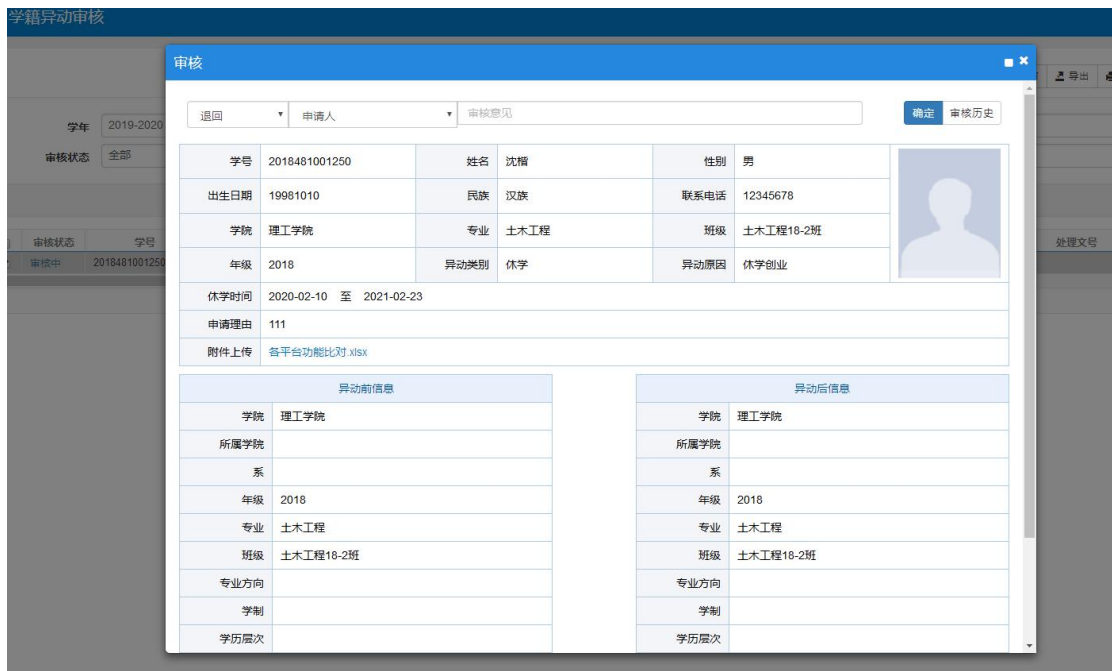 学籍异动审核
审核
导出
退回 申请人 审核意见 确定 审核历史
学年 2019-2020
审核状态 全部
学号 2018481001250 姓名 沈楷 性别 男
出生日期 19981010 民族 汉族 联系电话 12345678
学院 理工学院 专业 土木工程 班级 土木工程18-2班
审核状态 学号 处理文号
审核中 2018481001250
年级 2018 异动类别 休学 异动原因 休学创业
休学时间 2020-02-10 至 2021-02-23
申请理由 111
附件上传 各平台功能比对.xlsx
异动前信息 异动后信息
学院 理工学院 学院 理工学院
所属学院 所属学院
系 系
年级 2018 年级 2018
专业 土木工程 专业 土木工程
班级 土木工程18-2班 班级 土木工程18-2班
专业方向 专业方向
学制 学制
学历层次 学历层次